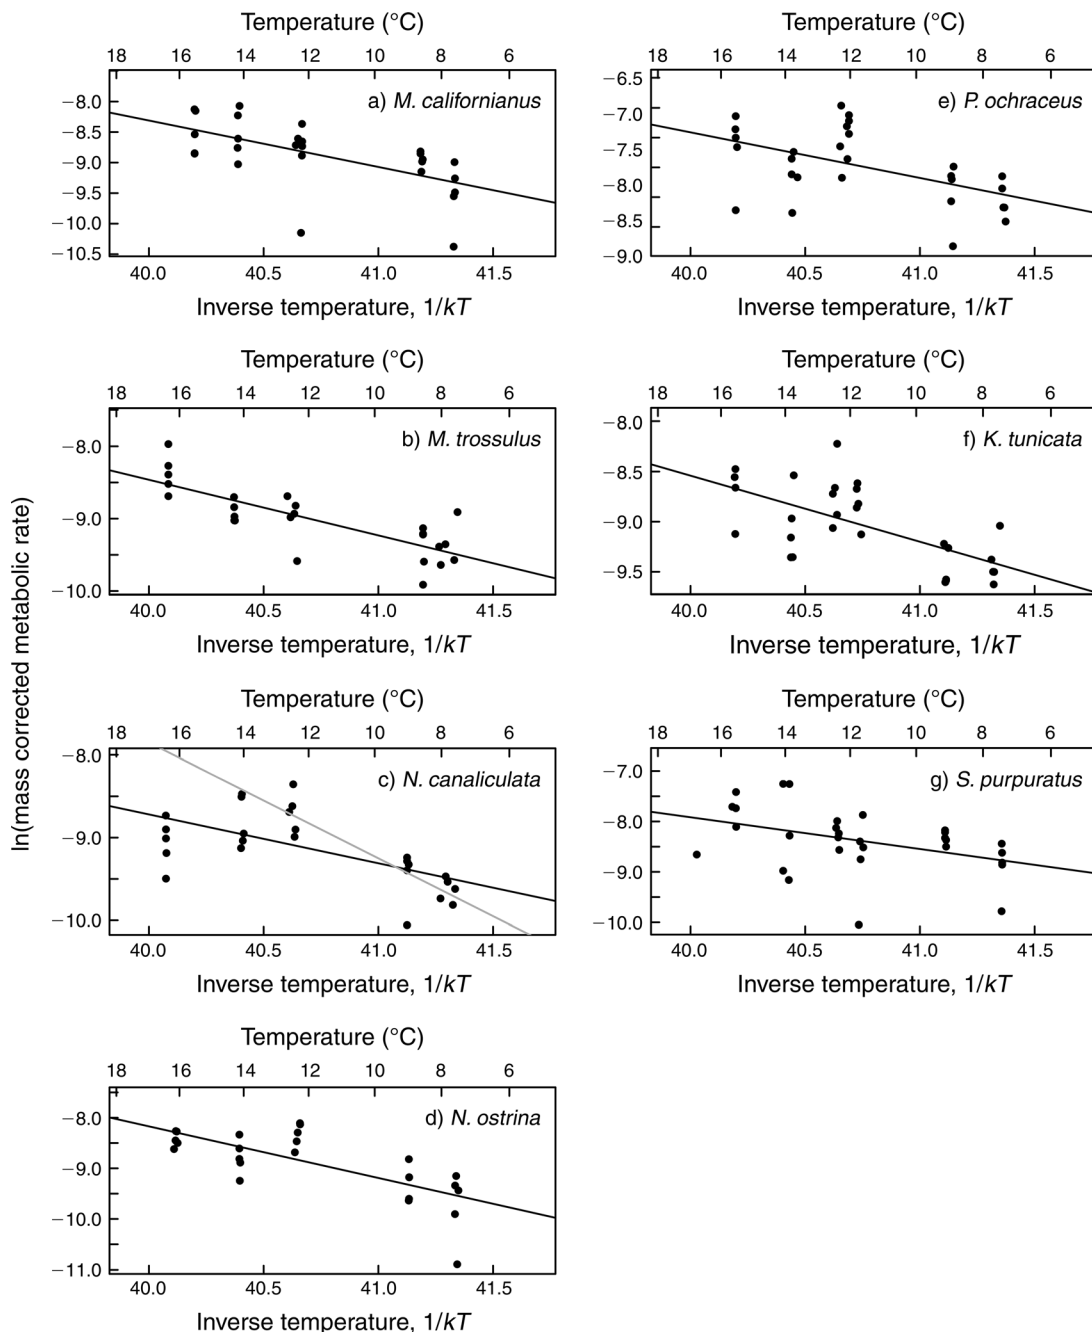 Temperature (°C)
18 16 14 12 10 8 6
−8.0
−8.5
−9.0
−9.5
−10.0
−10.5
a) M. californianus
40.0 40.5 41.0 41.5
Inverse temperature, 1/kT
Temperature (°C)
18 16 14 12 10 8 6
−6.5
−7.0
−7.5
−8.0
−8.5
−9.0
e) P. ochraceus
40.0 40.5 41.0 41.5
Inverse temperature, 1/kT
Temperature (°C)
18 16 14 12 10 8 6
−8.0
−9.0
−10.0
b) M. trossulus
40.0 40.5 41.0 41.5
Inverse temperature, 1/kT
Temperature (°C)
18 16 14 12 10 8 6
−8.0
−8.5
−9.0
−9.5
f) K. tunicata
40.0 40.5 41.0 41.5
Inverse temperature, 1/kT
ln(mass corrected metabolic rate)
Temperature (°C)
18 16 14 12 10 8 6
−8.0
−9.0
−10.0
c) N. canaliculata
40.0 40.5 41.0 41.5
Inverse temperature, 1/kT
Temperature (°C)
18 16 14 12 10 8 6
−7.0
−8.0
−9.0
−10.0
g) S. purpuratus
40.0 40.5 41.0 41.5
Inverse temperature, 1/kT
Temperature (°C)
18 16 14 12 10 8 6
−8.0
−9.0
−10.0
−11.0
d) N. ostrina
40.0 40.5 41.0 41.5
Inverse temperature, 1/kT